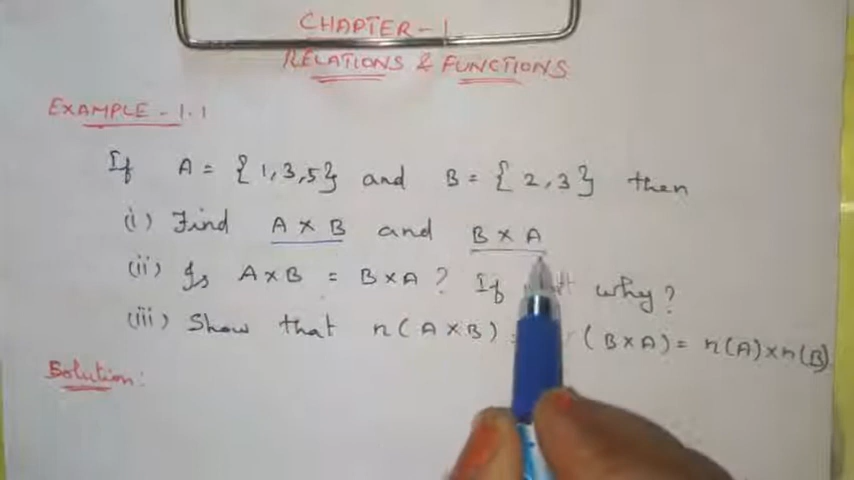 CHAPTER - 1
RELATIONS & FUNCTIONS
EXAMPLE - 1.1
If A = {1,3,5} and B = {2,3} then
(i) Find A × B and B × A
(ii) Is A×B = B×A ? If why?
(iii) Show that n(A×B) = (B×A) = n(A)×n(B)
Solution: